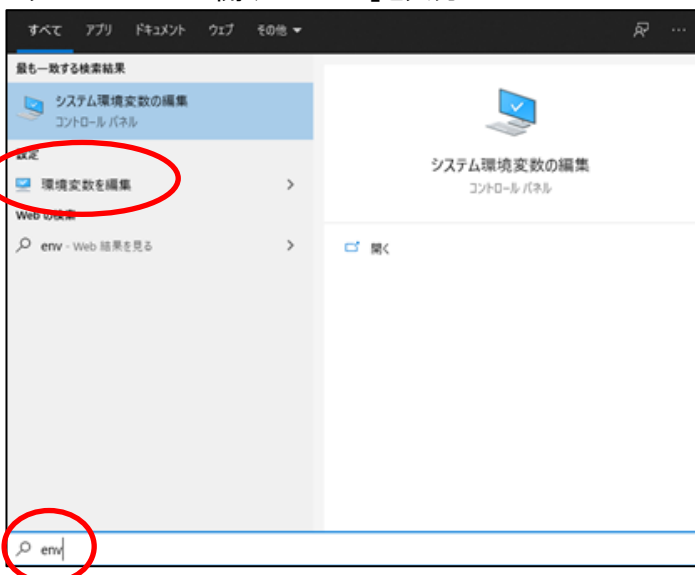 すべて アプリ ドキュメント ウェブ その他
最も一致する検索結果
システム環境変数の編集
コントロール パネル
設定
環境変数を編集
Web の検索
env - Web 結果を見る
システム環境変数の編集
コントロール パネル
開く
env